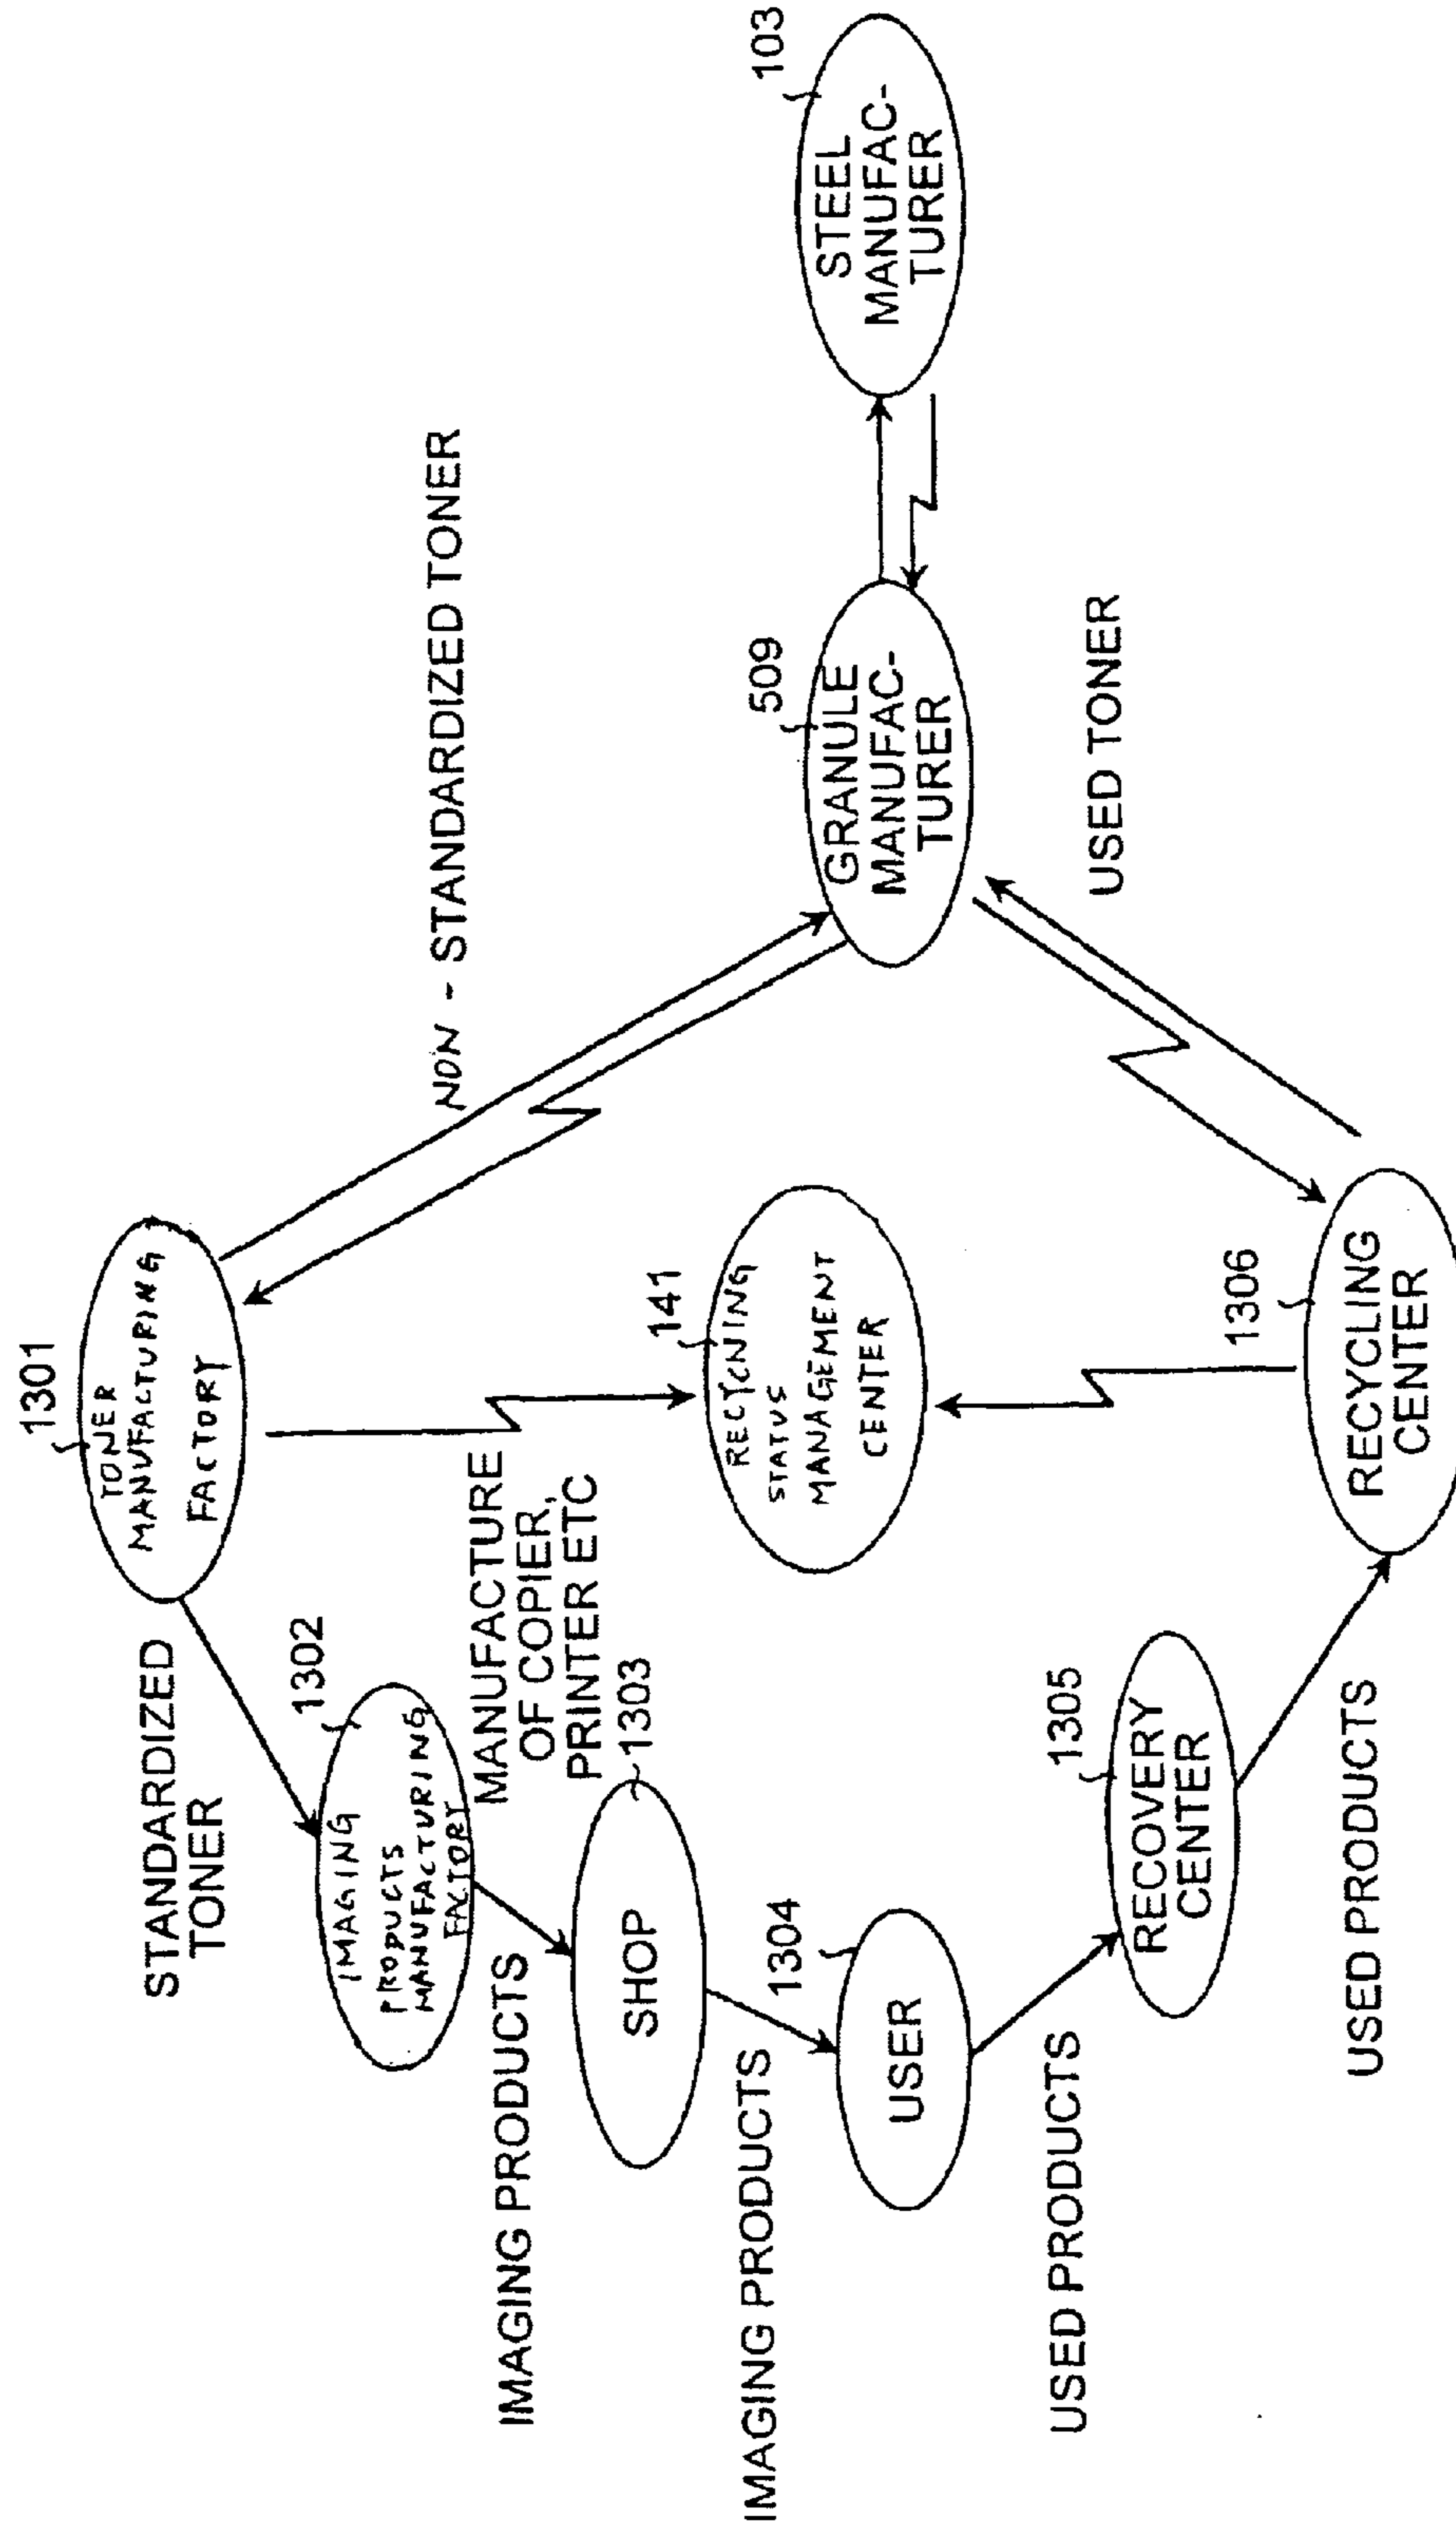 1301
TONER
MANUFACTURING
FACTORY
STANDARDIZED
TONER
1302
IMAGING
PRODUCTS
MANUFACTURING
FACTORY
MANUFACTURE
OF COPIER,
PRINTER ETC
IMAGING PRODUCTS
1303
SHOP
IMAGING PRODUCTS
1304
USER
USED PRODUCTS
1305
RECOVERY
CENTER
USED PRODUCTS
1306
RECYCLING
CENTER
141
RECYCNING
STATUS
MANAGEMENT
CENTER
NON - STANDARDIZED TONER
509
GRANULE
MANUFAC-
TURER
USED TONER
103
STEEL
MANUFAC-
TURER